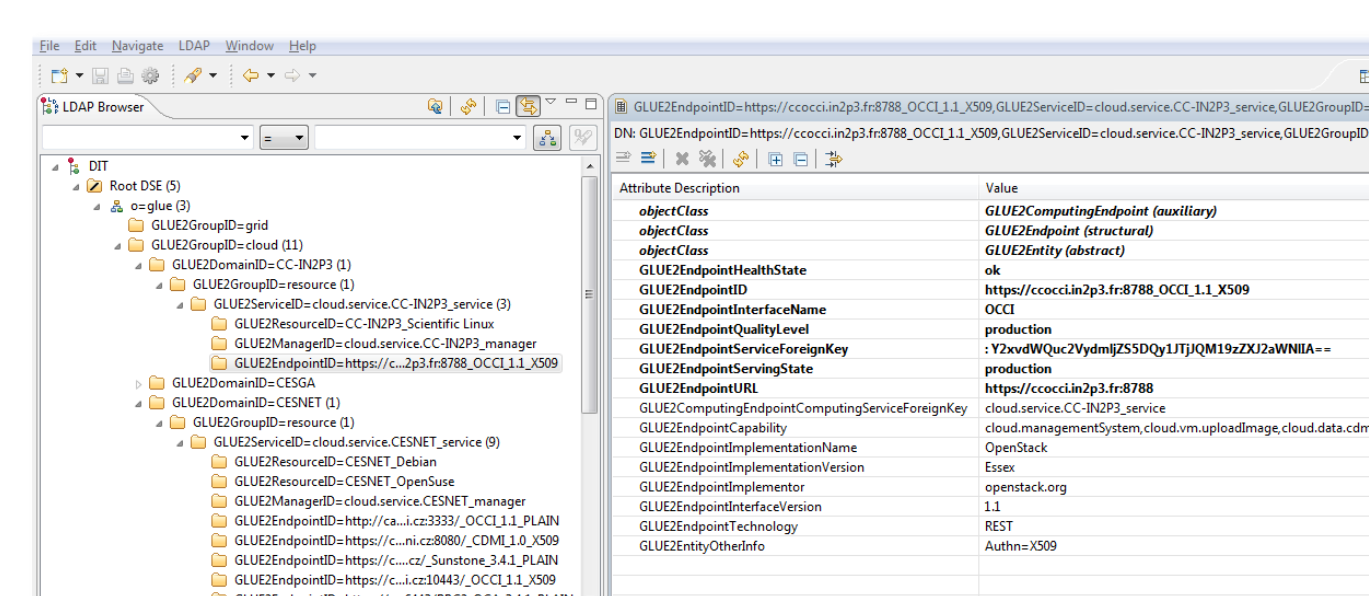 File Edit Navigate LDAP Window Help
LDAP Browser
=
DIT
Root DSE (5)
o=glue (3)
GLUE2GroupID=grid
GLUE2GroupID=cloud (11)
GLUE2DomainID=CC-IN2P3 (1)
GLUE2GroupID=resource (1)
GLUE2ServiceID=cloud.service.CC-IN2P3_service (3)
GLUE2ResourceID=CC-IN2P3_Scientific Linux
GLUE2ManagerID=cloud.service.CC-IN2P3_manager
GLUE2EndpointID=https://c...2p3.fr:8788_OCCI_1.1_X509
GLUE2DomainID=CESGA
GLUE2DomainID=CESNET (1)
GLUE2GroupID=resource (1)
GLUE2ServiceID=cloud.service.CESNET_service (9)
GLUE2ResourceID=CESNET_Debian
GLUE2ResourceID=CESNET_OpenSuse
GLUE2ManagerID=cloud.service.CESNET_manager
GLUE2EndpointID=http://ca...i.cz:3333/_OCCI_1.1_PLAIN
GLUE2EndpointID=https://c...ni.cz:8080/_CDMI_1.0_X509
GLUE2EndpointID=https://c....cz/_Sunstone_3.4.1_PLAIN
GLUE2EndpointID=https://c...i.cz:10443/_OCCI_1.1_X509
GLUE2EndpointID=https://ccocci.in2p3.fr:8788_OCCI_1.1_X509,GLUE2ServiceID=cloud.service.CC-IN2P3_service,GLUE2GroupID=
DN: GLUE2EndpointID=https://ccocci.in2p3.fr:8788_OCCI_1.1_X509,GLUE2ServiceID=cloud.service.CC-IN2P3_service,GLUE2GroupID
Attribute Description Value
objectClass GLUE2ComputingEndpoint (auxiliary)
objectClass GLUE2Endpoint (structural)
objectClass GLUE2Entity (abstract)
GLUE2EndpointHealthState ok
GLUE2EndpointID https://ccocci.in2p3.fr:8788_OCCI_1.1_X509
GLUE2EndpointInterfaceName OCCI
GLUE2EndpointQualityLevel production
GLUE2EndpointServiceForeignKey : Y2xvdWQuc2VydmljZS5DQy1JTjJQM19zZXJ2aWNlIA==
GLUE2EndpointServingState production
GLUE2EndpointURL https://ccocci.in2p3.fr:8788
GLUE2ComputingEndpointComputingServiceForeignKey cloud.service.CC-IN2P3_service
GLUE2EndpointCapability cloud.managementSystem,cloud.vm.uploadImage,cloud.data.cdm
GLUE2EndpointImplementationName OpenStack
GLUE2EndpointImplementationVersion Essex
GLUE2EndpointImplementor openstack.org
GLUE2EndpointInterfaceVersion 1.1
GLUE2EndpointTechnology REST
GLUE2EntityOtherInfo Authn=X509